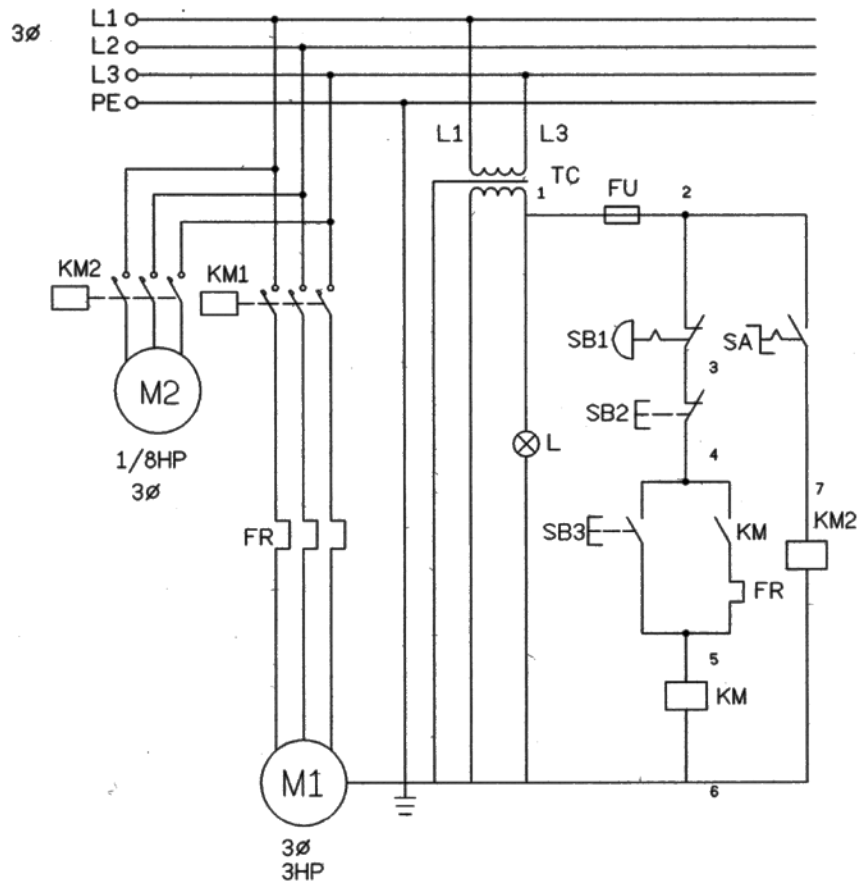 L1
3ø
L2
L3
PE
L1
L3
TC
1
FU
2
KM2
KM1
SB1
SA
3
M2
SB2
L
4
1/8HP
3ø
7
SB3
KM
KM2
FR
FR
5
KM
M1
6
3ø
3HP